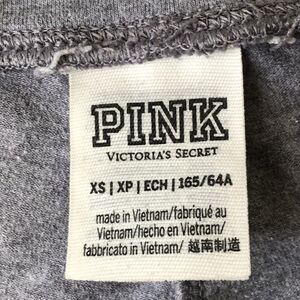 PINK
VICTORIA'S SECRET
XS | XP | ECH | 165/64A
made in Vietnam/fabriqué au
Vietnam/hecho en Vietnam/
fabbricato in Vietnam/ 越南制造